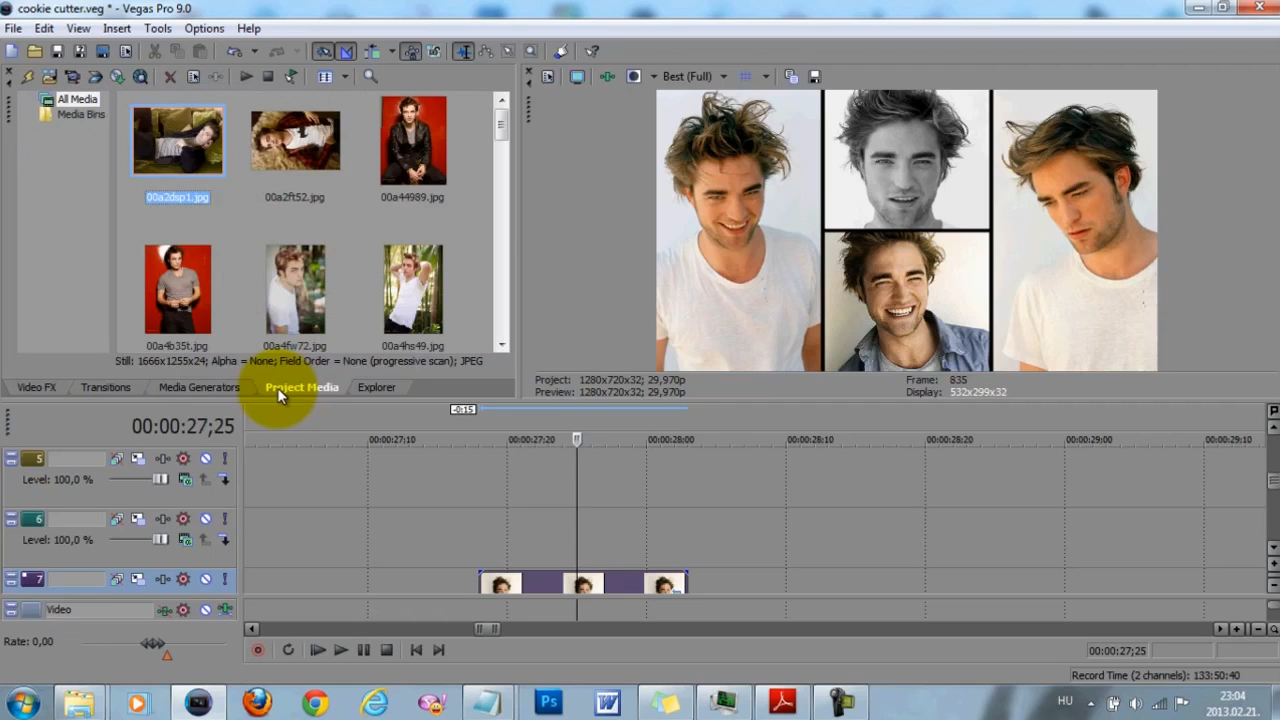 cookie cutter.veg * - Vegas Pro 9.0
File Edit View Insert Tools Options Help
Best (Full)
All Media
Media Bins
00a2dsp1.jpg 00a2ft52.jpg 00a44989.jpg
00a4b35t.jpg 00a4fw72.jpg 00a4hs49.jpg
Still: 1666x1255x24; Alpha = None; Field Order = None (progressive scan); JPEG
Video FX Transitions Media Generators Project Media Explorer
Project: 1280x720x32; 29,970p
Preview: 1280x720x32; 29,970p
Frame: 835
Display: 532x299x32
-0:15
00:00:27;25
00:00:27:10 00:00:27:20 00:00:28:00 00:00:28:10 00:00:28:20 00:00:29:00 00:00:29:10
5
Level: 100,0 %
6
Level: 100,0 %
7
Video
Rate: 0,00
00:00:27;25
Record Time (2 channels): 133:50:40
Ps
W
HU
23:04
2013.02.21.